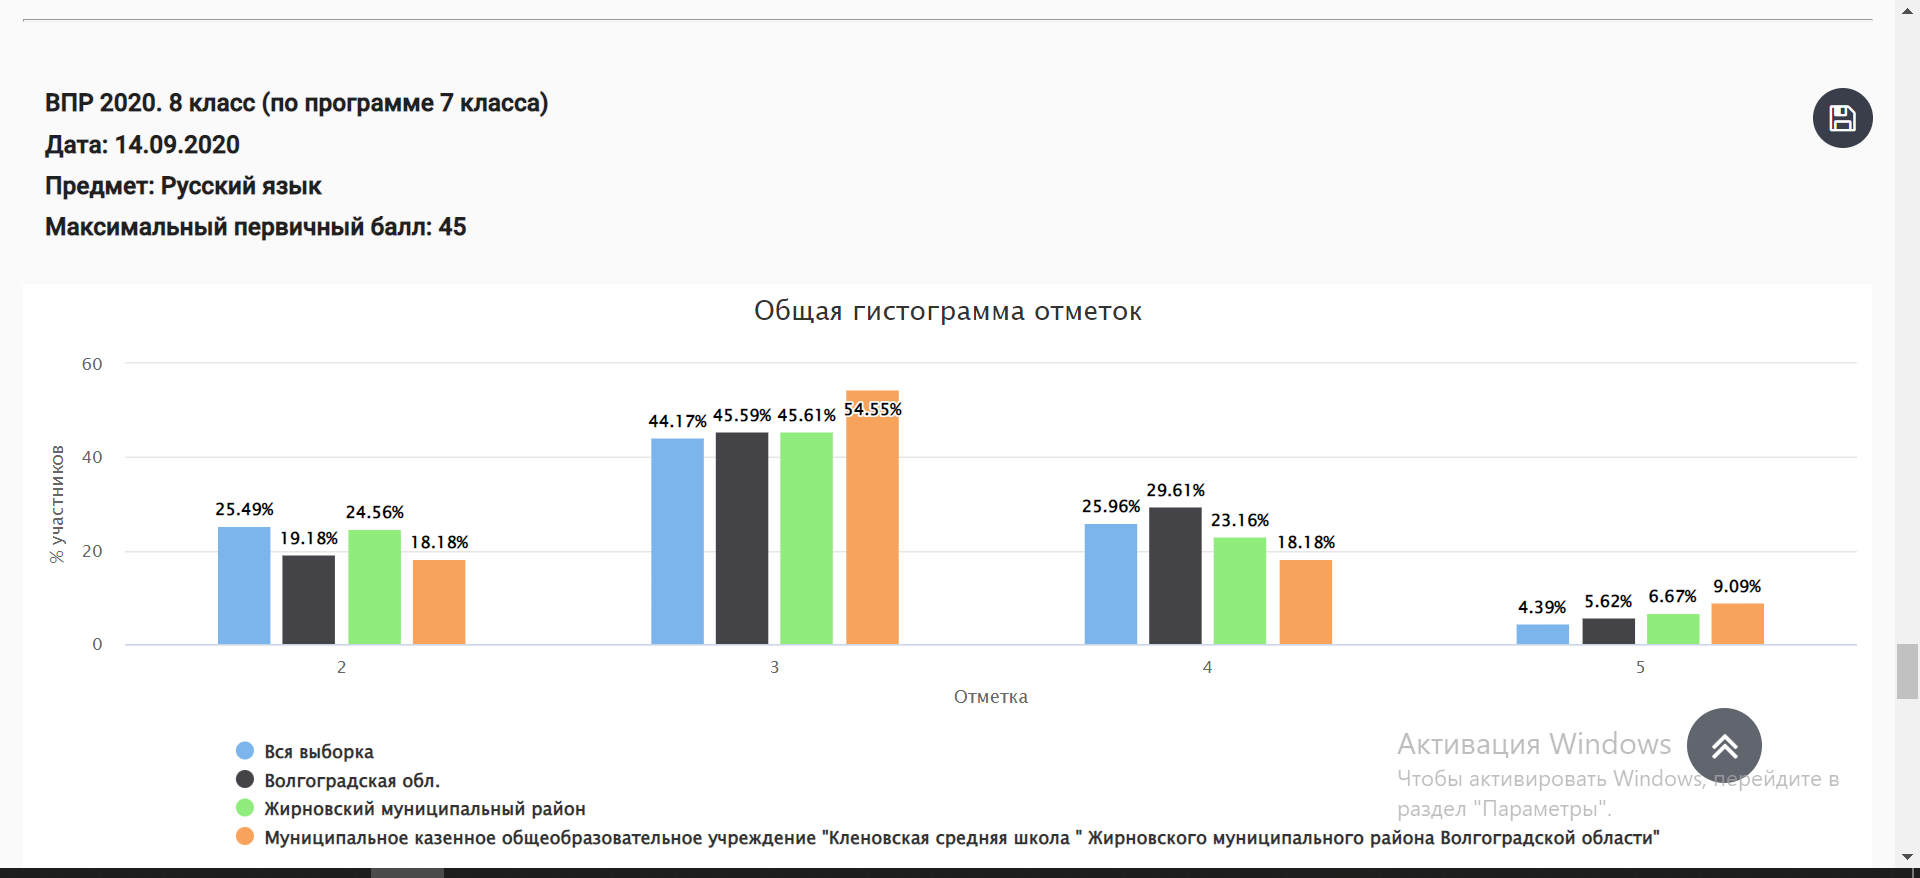 ВПР 2020. 8 класс (по программе 7 класса)
Дата: 14.09.2020
Предмет: Русский язык
Максимальный первичный балл: 45
Общая гистограмма отметок
% участников
60
40
20
0
25.49%
19.18%
24.56%
18.18%
44.17%
45.59%
45.61%
54.55%
25.96%
29.61%
23.16%
18.18%
4.39%
5.62%
6.67%
9.09%
2
3
4
5
Отметка
Вся выборка
Волгоградская обл.
Жирновский муниципальный район
Муниципальное казенное общеобразовательное учреждение "Кленовская средняя школа " Жирновского муниципального района Волгоградской области"
Активация Windows
Чтобы активировать Windows, перейдите в
раздел "Параметры".